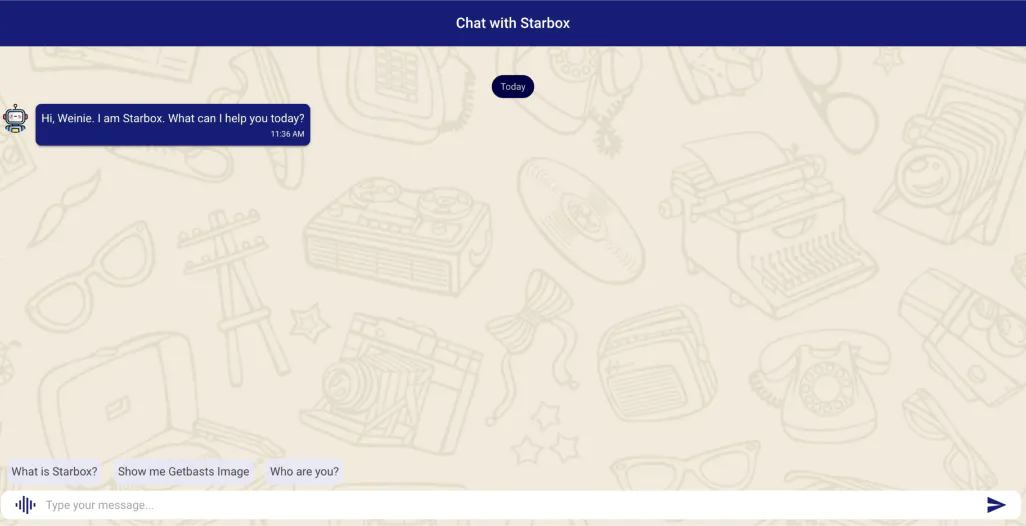 Chat with Starbox
Today
Hi, Weinie. I am Starbox. What can I help you today?
11:36 AM
What is Starbox?
Show me Getbasts Image
Who are you?
Type your message...